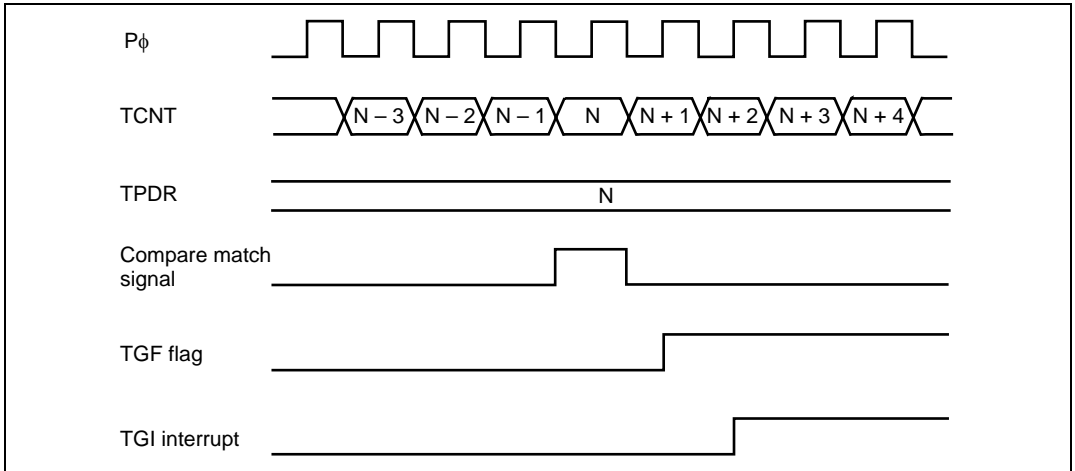 Pϕ
TCNT N – 3 N – 2 N – 1 N N + 1 N + 2 N + 3 N + 4
TPDR N
Compare match
signal
TGF flag
TGI interrupt